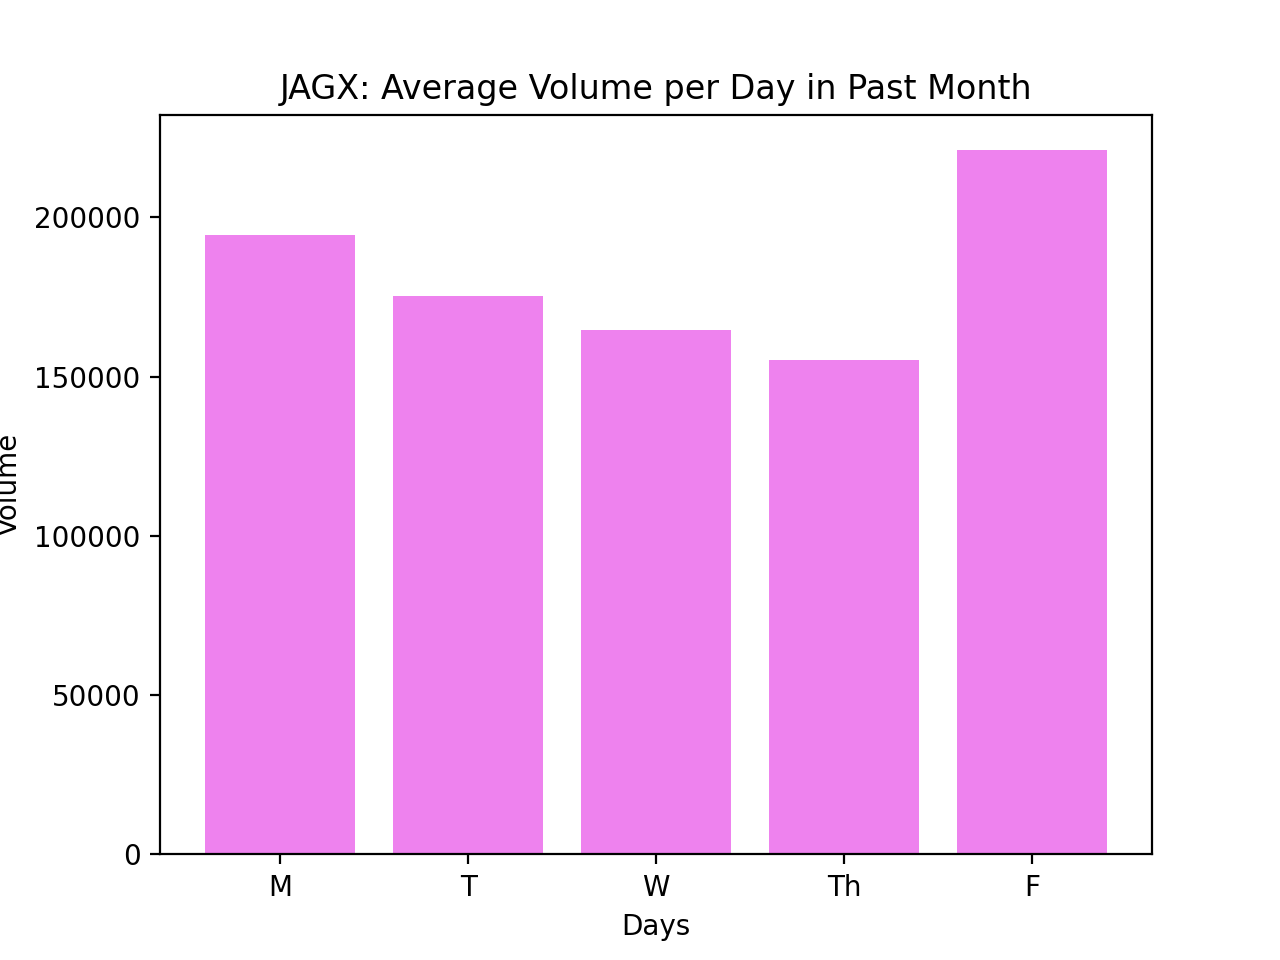 JAGX: Average Volume per Day in Past Month
200000
150000
100000
50000
0
Volume
M T W Th F
Days